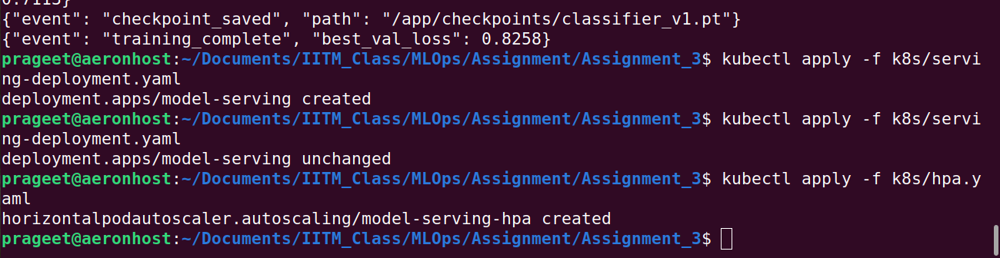 0.7113}
{"event": "checkpoint_saved", "path": "/app/checkpoints/classifier_v1.pt"}
{"event": "training_complete", "best_val_loss": 0.8258}
prageet@aeronhost:~/Documents/IITM_Class/MLOps/Assignment/Assignment_3$ kubectl apply -f k8s/servi
ng-deployment.yaml
deployment.apps/model-serving created
prageet@aeronhost:~/Documents/IITM_Class/MLOps/Assignment/Assignment_3$ kubectl apply -f k8s/servi
ng-deployment.yaml
deployment.apps/model-serving unchanged
prageet@aeronhost:~/Documents/IITM_Class/MLOps/Assignment/Assignment_3$ kubectl apply -f k8s/hpa.y
aml
horizontalpodautoscaler.autoscaling/model-serving-hpa created
prageet@aeronhost:~/Documents/IITM_Class/MLOps/Assignment/Assignment_3$